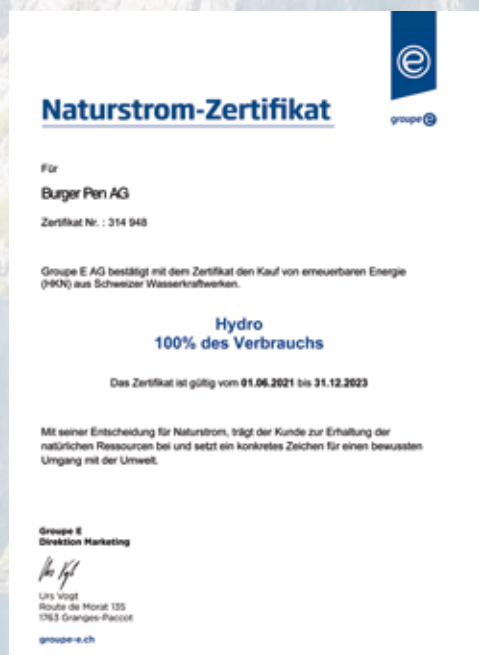 e
Naturstrom-Zertifikat
groupe e
Für
Burger Pen AG
Zertifikat Nr. : 314 948
Groupe E AG bestätigt mit dem Zertifikat den Kauf von erneuerbaren Energie
(HKN) aus Schweizer Wasserkraftwerken.
Hydro
100% des Verbrauchs
Das Zertifikat ist gültig vom 01.06.2021 bis 31.12.2023
Mit seiner Entscheidung für Naturstrom, trägt der Kunde zur Erhaltung der
natürlichen Ressourcen bei und setzt ein konkretes Zeichen für einen bewussten
Umgang mit der Umwelt.
Groupe E
Direktion Marketing
Urs Vogt
Route de Morat 135
1763 Granges-Paccot
groupe-e.ch